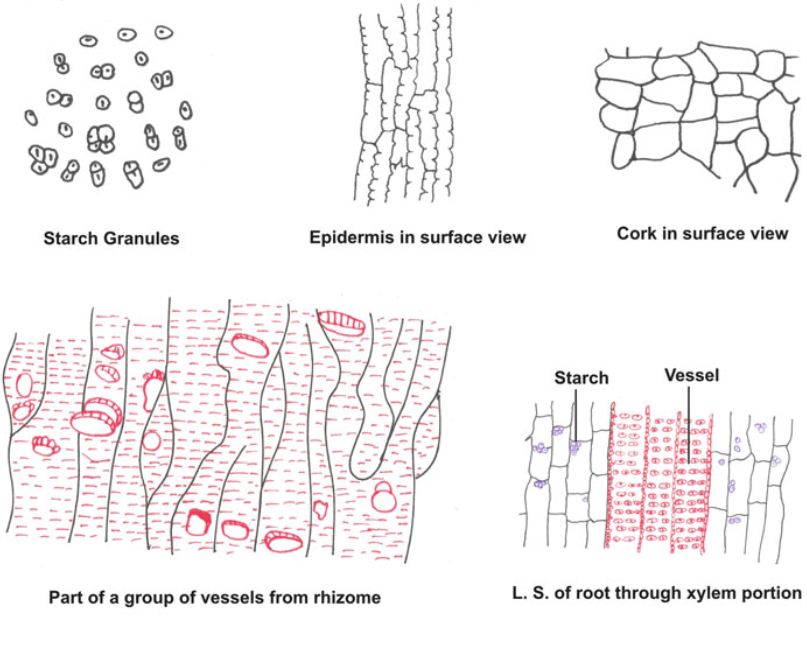 Starch Granules
Epidermis in surface view
Cork in surface view
Starch
Vessel
Part of a group of vessels from rhizome
L. S. of root through xylem portion